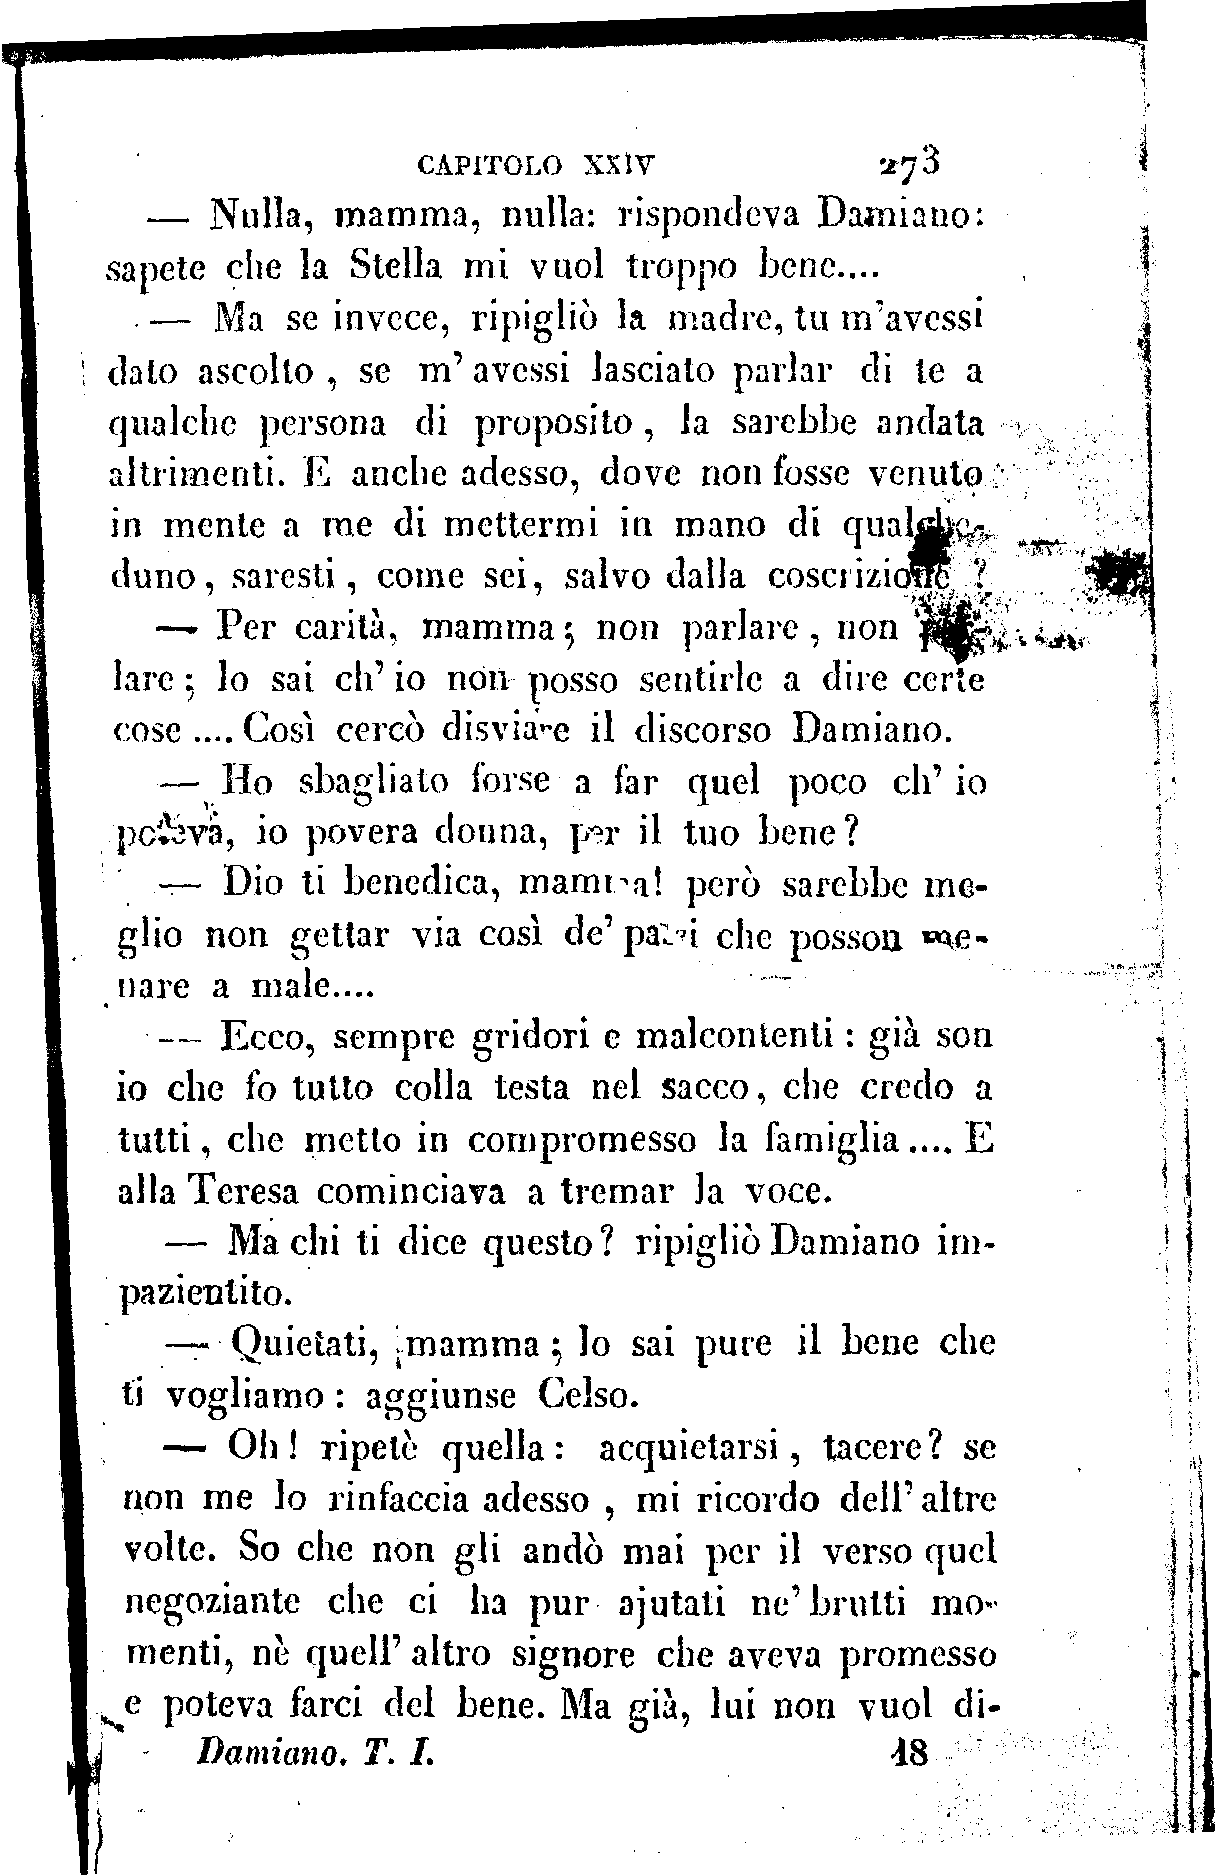 CAPITOLO XXIV 273
— Nulla, mamma, nulla: rispondeva Damiano:
sapete che la Stella mi vuol troppo bene....
— Ma se invece, ripigliò la madre, tu m'avessi
dato ascolto, se m'avessi lasciato parlar di te a
qualche persona di proposito, la sarebbe andata
altrimenti. E anche adesso, dove non fosse venuto
in mente a me di mettermi in mano di qualche-
duno, saresti, come sei, salvo dalla coscrizione?
— Per carità, mamma; non parlare, non
lare; lo sai ch'io non posso sentirle a dire certe
cose.... Così cercò disviare il discorso Damiano.
— Ho sbagliato forse a far quel poco ch'io
poteva, io povera donna, per il tuo bene?
— Dio ti benedica, mamma! però sarebbe me-
glio non gettar via così de' passi che posson me-
nare a male....
— Ecco, sempre gridori e malcontenti: già son
io che fo tutto colla testa nel sacco, che credo a
tutti, che metto in compromesso la famiglia.... E
alla Teresa cominciava a tremar la voce.
— Ma chi ti dice questo? ripigliò Damiano im-
pazientito.
— Quietati, mamma; lo sai pure il bene che
ti vogliamo: aggiunse Celso.
— Oh! ripetè quella: acquietarsi, tacere? se
non me lo rinfaccia adesso, mi ricordo dell'altre
volte. So che non gli andò mai per il verso quel
negoziante che ci ha pur ajutati ne' brutti mo-
menti, nè quell'altro signore che aveva promesso
e poteva farci del bene. Ma già, lui non vuol di-
Damiano. T. I. 18